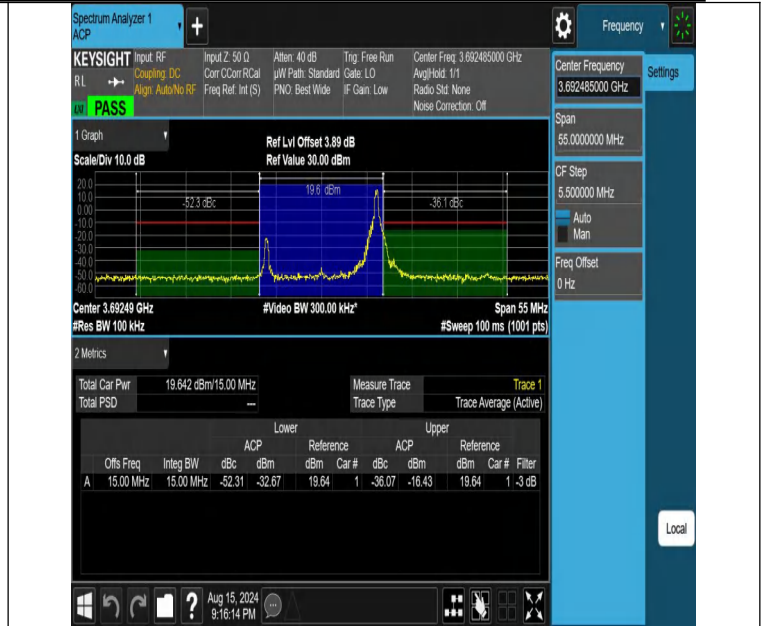 Spectrum Analyzer 1
ACP
Frequency
KEYSIGHT
RL
PASS
Input: RF
Coupling: DC
Align: Auto/No RF
Input Z: 50 Ω
Corr CCorr RCal
Freq Ref: Int (S)
Atten: 40 dB
µW Path: Standard
PNO: Best Wide
Trig: Free Run
Gate: LO
IF Gain: Low
Center Freq: 3.692485000 GHz
Avg|Hold: 1/1
Radio Std: None
Noise Correction: Off
Center Frequency
3.692485000 GHz
Settings
Span
55.0000000 MHz
CF Step
5.500000 MHz
Auto
Man
Freq Offset
0 Hz
1 Graph
Scale/Div 10.0 dB
Ref Lvl Offset 3.89 dB
Ref Value 30.00 dBm
20.0
10.0
0.00
-10.0
-20.0
-30.0
-40.0
-50.0
-60.0
-52.3 dBc
19.6 dBm
-36.1 dBc
Center 3.69249 GHz
#Video BW 300.00 kHz*
Span 55 MHz
#Res BW 100 kHz
#Sweep 100 ms (1001 pts)
2 Metrics
Total Car Pwr 19.642 dBm/15.00 MHz
Total PSD ---
Measure Trace Trace 1
Trace Type Trace Average (Active)
Lower Upper
ACP Reference ACP Reference
Offs Freq Integ BW dBc dBm dBm Car # dBc dBm dBm Car # Filter
A 15.00 MHz 15.00 MHz -52.31 -32.67 19.64 1 -36.07 -16.43 19.64 1 -3 dB
Local
?
Aug 15, 2024
9:16:14 PM